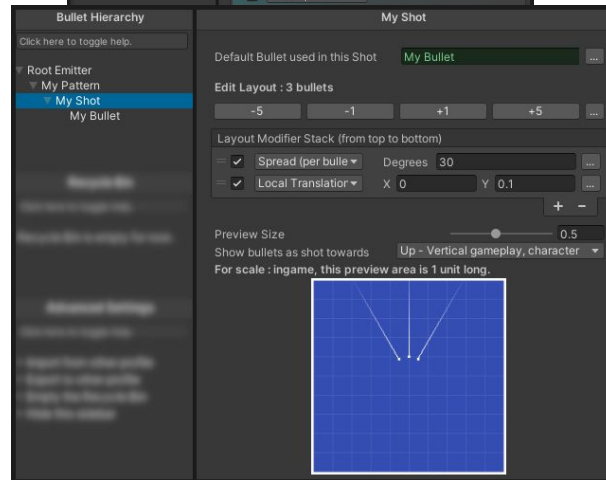 Bullet Hierarchy
Click here to toggle help.
Root Emitter
My Pattern
My Shot
My Bullet
My Shot
Default Bullet used in this Shot My Bullet ...
Edit Layout : 3 bullets
-5 -1 +1 +5 ...
Layout Modifier Stack (from top to bottom)
Spread (per bulle Degrees 30 ...
Local Translation X 0 Y 0.1 ...
+ -
Preview Size 0.5
Show bullets as shot towards Up - Vertical gameplay, character
For scale : ingame, this preview area is 1 unit long.